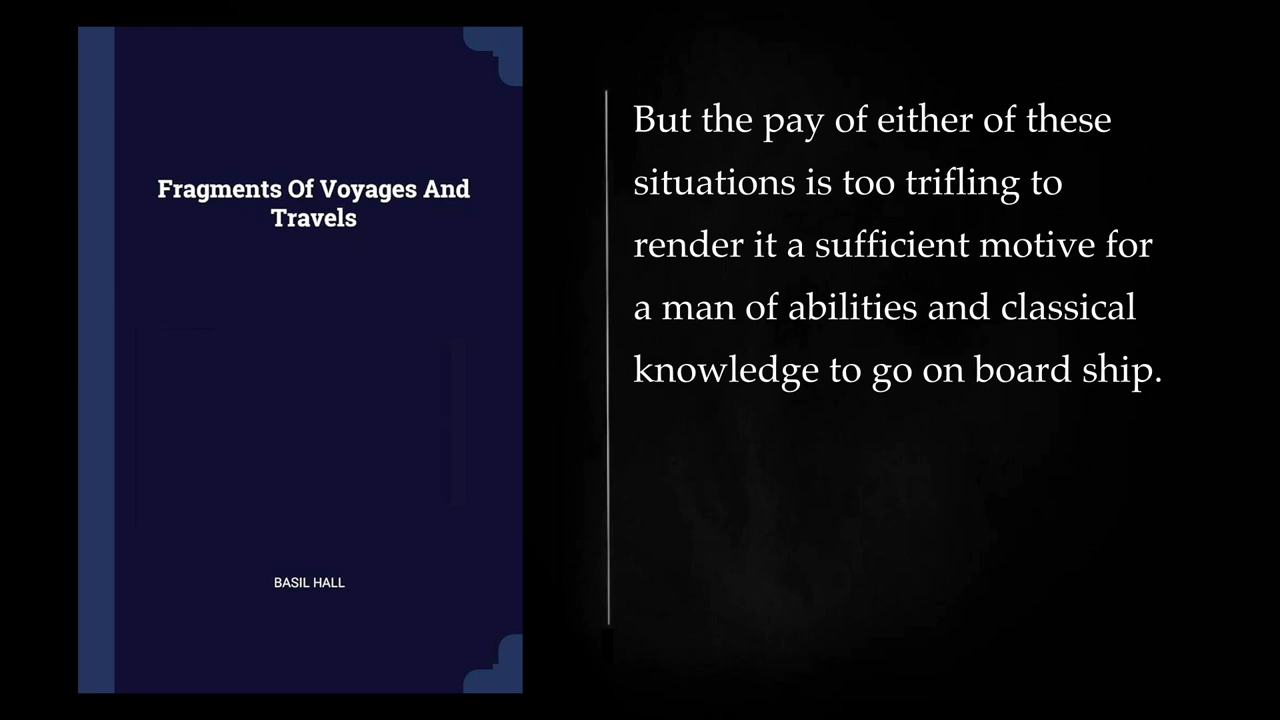 Fragments Of Voyages And
Travels
BASIL HALL
But the pay of either of these
situations is too trifling to
render it a sufficient motive for
a man of abilities and classical
knowledge to go on board ship.